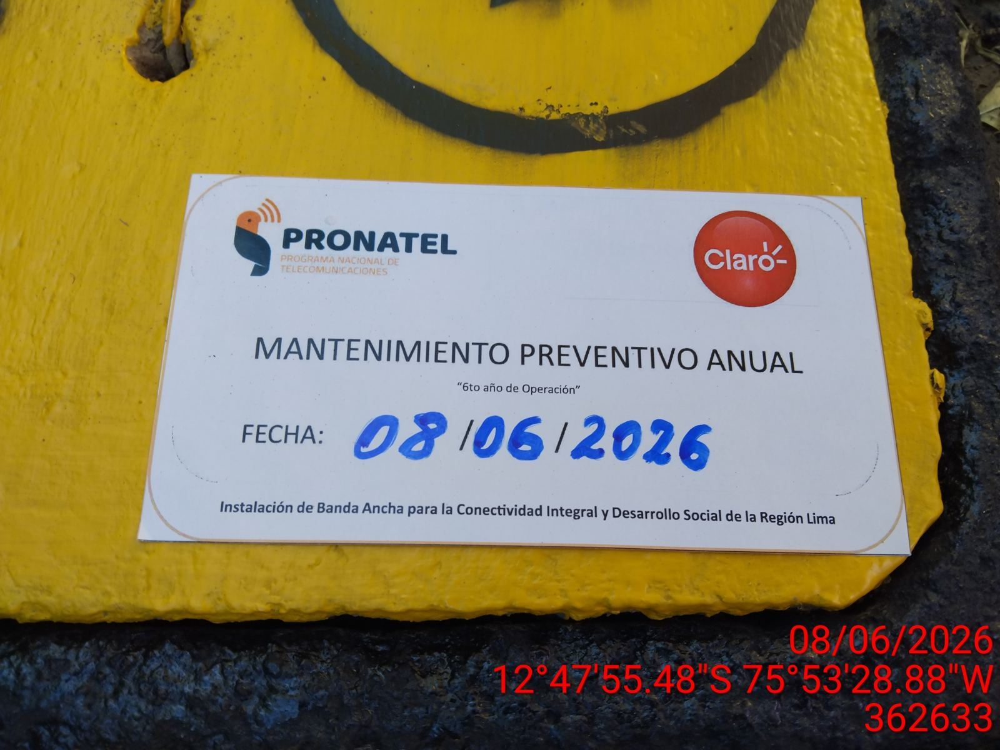 PRONATEL
PROGRAMA NACIONAL DE
TELECOMUNICACIONES
Claro
MANTENIMIENTO PREVENTIVO ANUAL
“6to año de Operación”
FECHA: 08/06/2026
Instalación de Banda Ancha para la Conectividad Integral y Desarrollo Social de la Región Lima
08/06/2026
12°47'55.48"S 75°53'28.88"W
362633